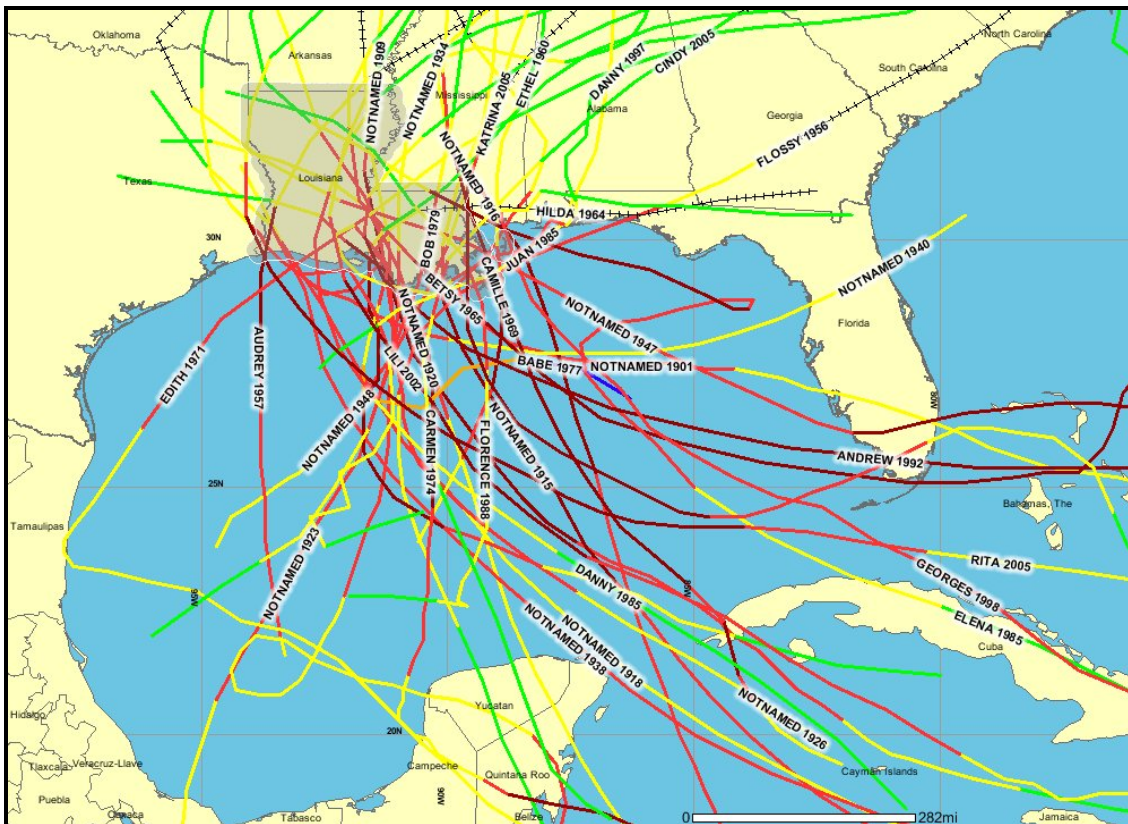 Oklahoma
Arkansas
North Carolina
South Carolina
Mississippi
Alabama
Georgia
Texas
Louisiana
Florida
NOTNAMED 1909
NOTNAMED 1934
KATRINA 2005
ETHEL 1960
DANNY 1997
CINDY 2005
FLOSSY 1956
NOTNAMED 1916
HILDA 1964
30N
BOB 1979
JUAN 1985
BETSY 1965
CAMILLE 1969
NOTNAMED 1940
NOTNAMED 1947
NOTNAMED 1920
BABE 1977
NOTNAMED 1901
EDITH 1971
AUDREY 1957
LILI 2002
NOTNAMED 1948
CARMEN 1974
FLORENCE 1988
NOTNAMED 1915
80W
ANDREW 1992
25N
Bahamas, The
Tamaulipas
NOTNAMED 1923
95W
85W
RITA 2005
GEORGES 1998
DANNY 1985
ELENA 1985
Cuba
NOTNAMED 1918
NOTNAMED 1938
NOTNAMED 1926
Hidalgo
Yucatan
20N
Tlaxcala
Veracruz-Llave
Campeche
Quintana Roo
Cayman Islands
Puebla
90W
Oaxaca
Tabasco
Belize
0 282mi
Jamaica